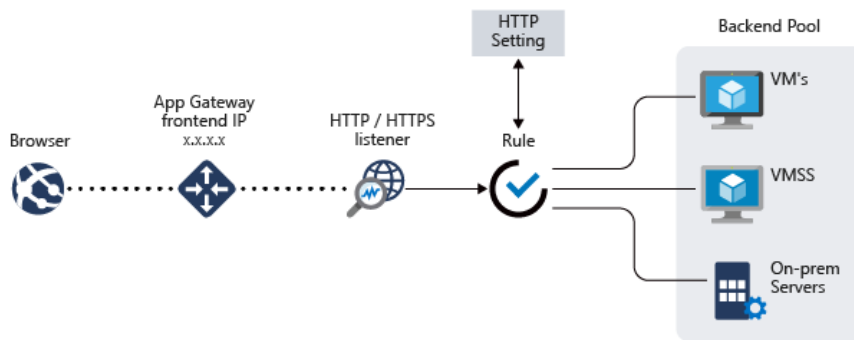 Browser
App Gateway
frontend IP
x.x.x.x
HTTP / HTTPS
listener
HTTP
Setting
Rule
Backend Pool
VM's
VMSS
On-prem
Servers